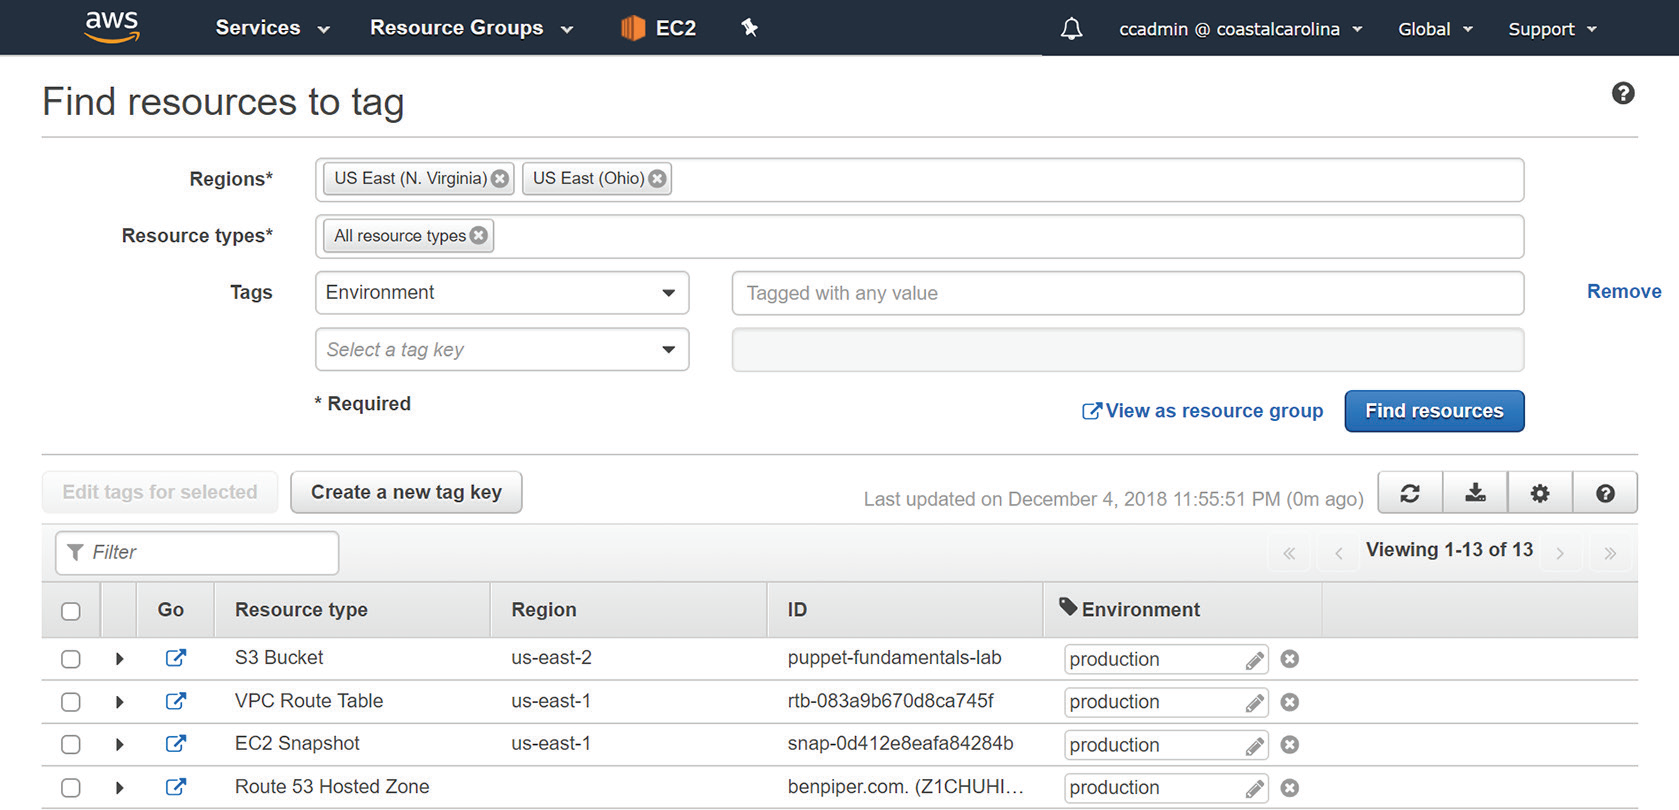 aws Services Resource Groups EC2 ccadmin @ coastalcarolina Global Support
Find resources to tag
Regions* US East (N. Virginia) US East (Ohio)
Resource types* All resource types
Tags Environment Tagged with any value Remove
Select a tag key
* Required View as resource group Find resources
Edit tags for selected Create a new tag key Last updated on December 4, 2018 11:55:51 PM (0m ago)
Filter Viewing 1-13 of 13
Go Resource type Region ID Environment
S3 Bucket us-east-2 puppet-fundamentals-lab production
VPC Route Table us-east-1 rtb-083a9b670d8ca745f production
EC2 Snapshot us-east-1 snap-0d412e8eafa84284b production
Route 53 Hosted Zone benpiper.com. (Z1CHUHI... production